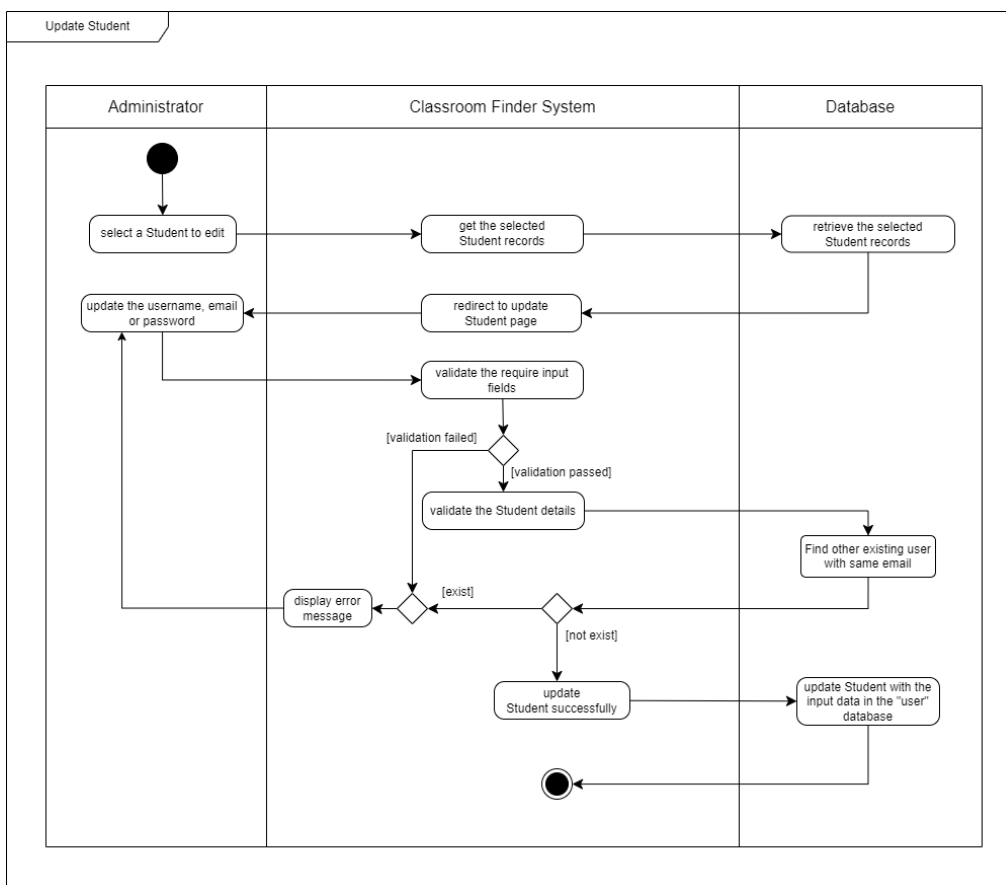 Update Student
Administrator
Classroom Finder System
Database
select a Student to edit
get the selected
Student records
retrieve the selected
Student records
update the username, email
or password
redirect to update
Student page
validate the require input
fields
[validation failed]
[validation passed]
validate the Student details
Find other existing user
with same email
display error
message
[exist]
[not exist]
update
Student successfully
update Student with the
input data in the "user"
database